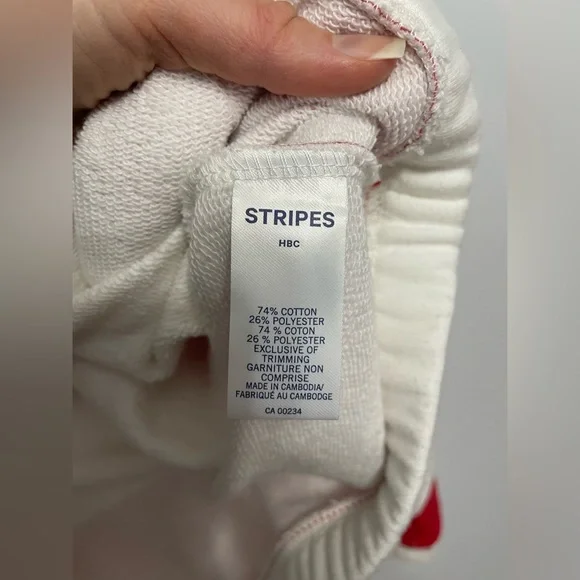 STRIPES
HBC
74% COTTON
26% POLYESTER
74 % COTON
26 % POLYESTER
EXCLUSIVE OF
TRIMMING
GARNITURE NON
COMPRISE
MADE IN CAMBODIA/
FABRIQUÉ AU CAMBODGE
CA 00234